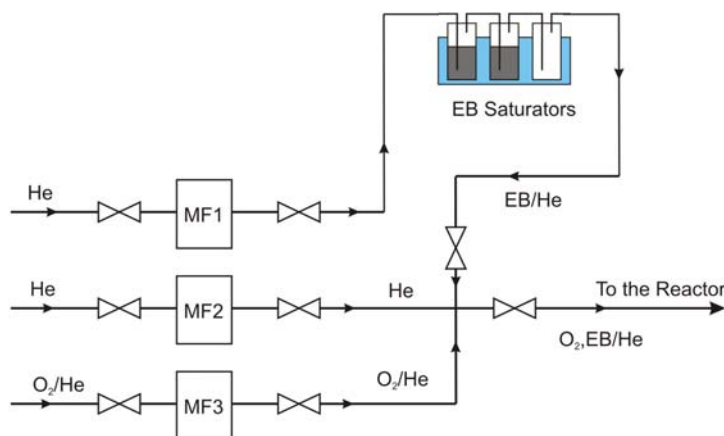 EB Saturators
He
MF1
EB/He
He
MF2
He
To the Reactor
O₂,EB/He
O₂/He
MF3
O₂/He